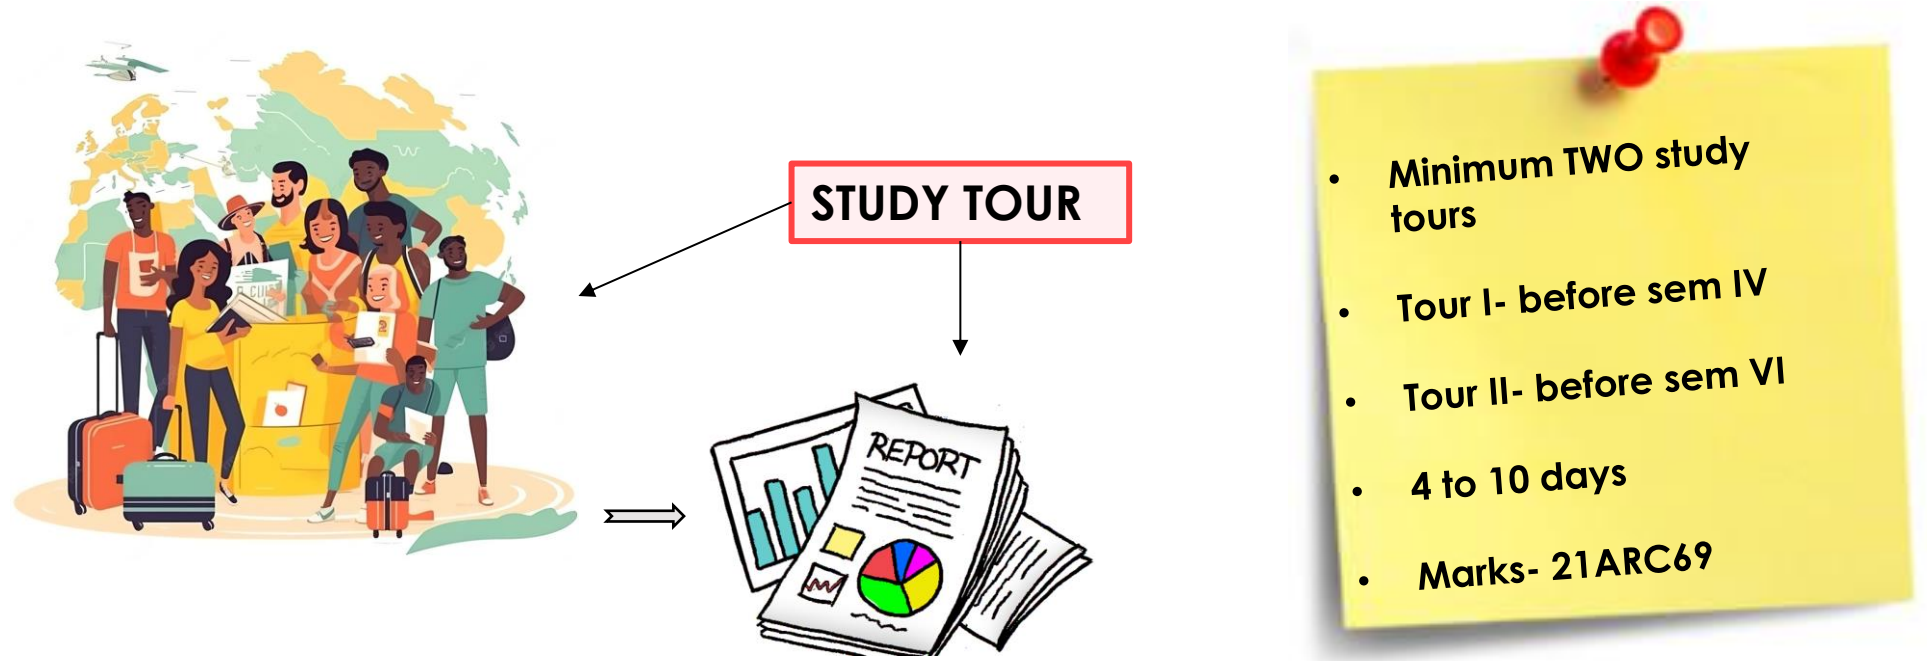 STUDY TOUR
REPORT
• Minimum TWO study
tours
• Tour I- before sem IV
• Tour II- before sem VI
• 4 to 10 days
• Marks- 21ARC69